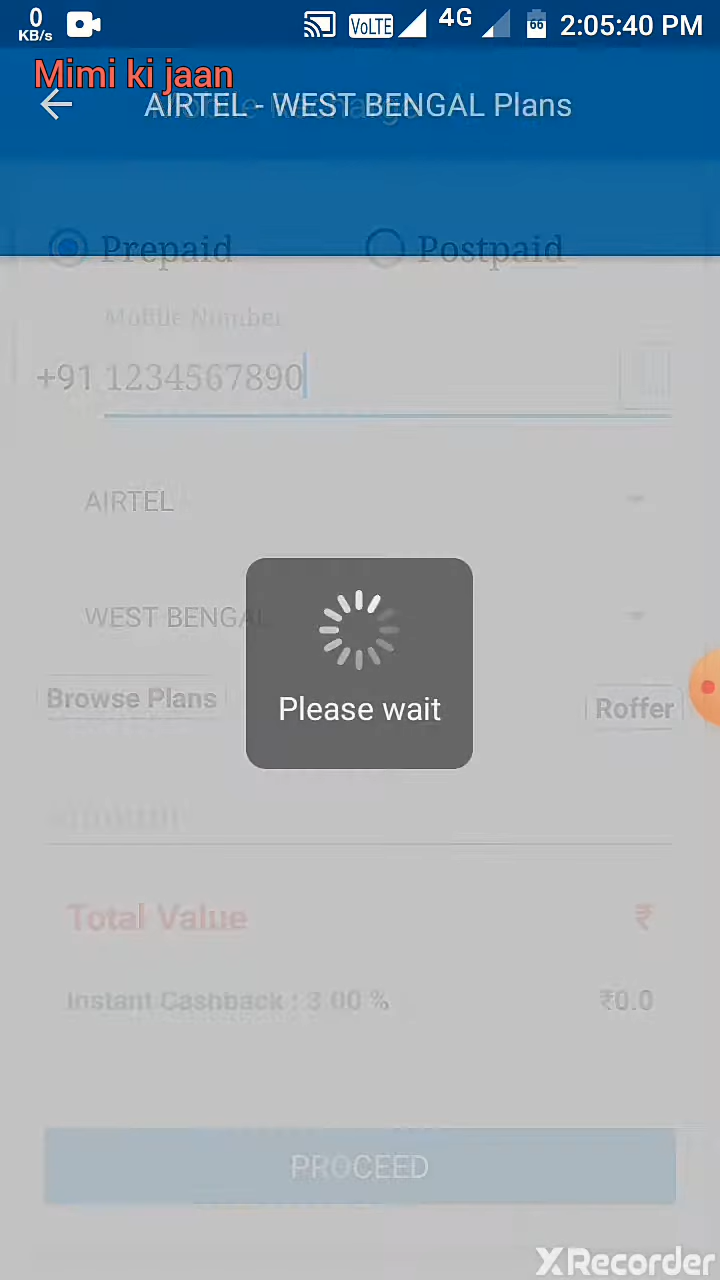 0
KB/s
VoLTE
4G
66
2:05:40 PM
Mimi ki jaan
AIRTEL - WEST BENGAL Plans
Prepaid
Postpaid
Mobile Number
+91 1234567890
AIRTEL
WEST BENGAL
Browse Plans
Roffer
Please wait
Total Value ₹
Instant Cashback : 3.00 % ₹0.0
PROCEED
XRecorder